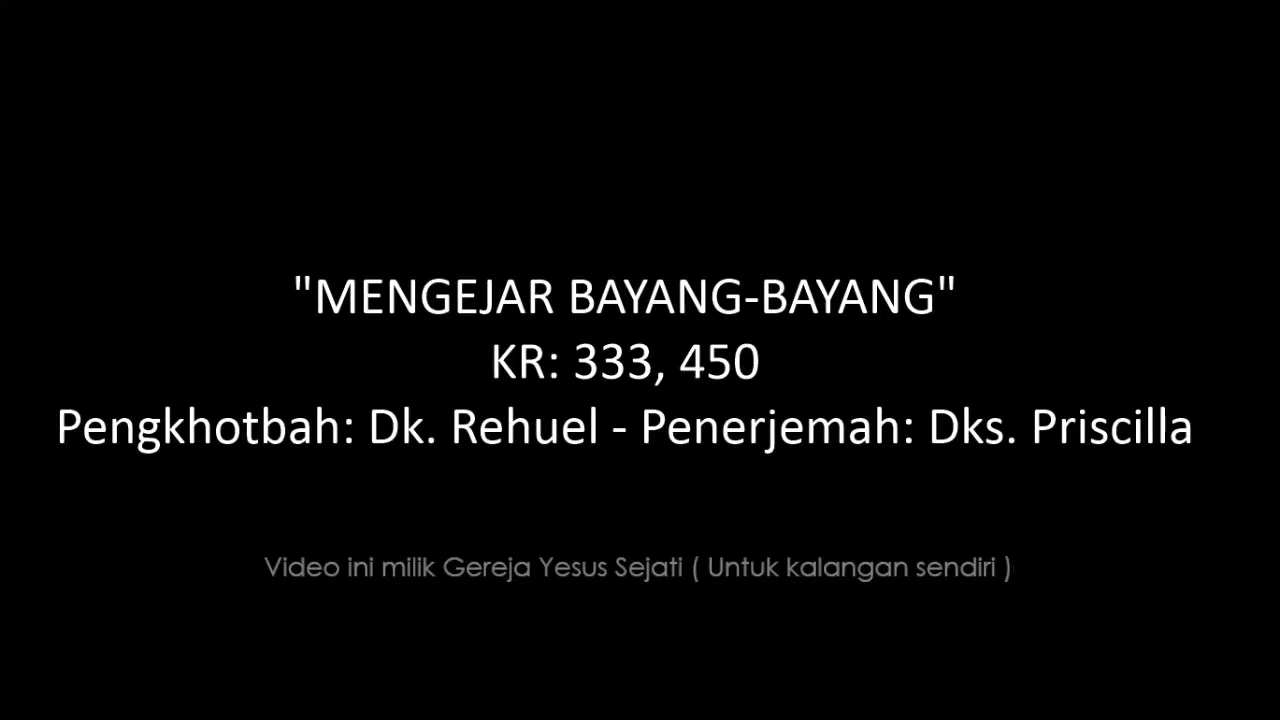 "MENGEJAR BAYANG-BAYANG"
KR: 333, 450
Pengkhotbah: Dk. Rehuel - Penerjemah: Dks. Priscilla
Video ini milik Gereja Yesus Sejati ( Untuk kalangan sendiri )